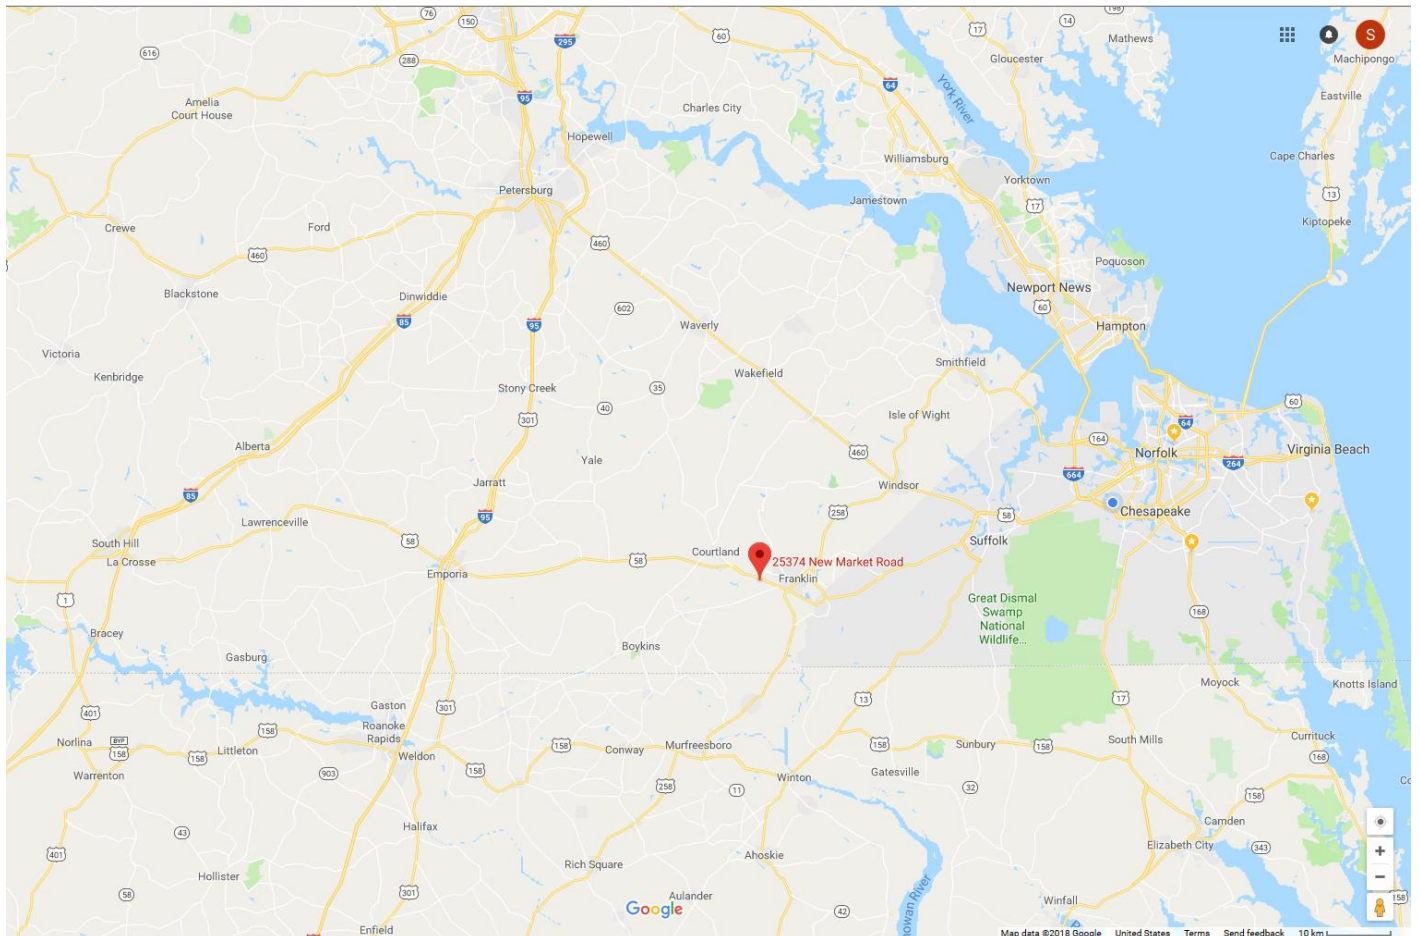 76
150
198
14
17
60
Mathews
295
Gloucester
S
616
288
64
Machipongo
95
York River
Eastville
Amelia
Court House
Charles City
Hopewell
Williamsburg
Cape Charles
Petersburg
Yorktown
13
Jamestown
17
Kiptopeke
Crewe
Ford
460
460
Poquoson
Blackstone
Dinwiddie
Newport News
602
60
85
95
Waverly
Hampton
Victoria
Smithfield
Kenbridge
Wakefield
Stony Creek
35
40
60
301
Isle of Wight
64
164
Alberta
460
Norfolk
Virginia Beach
Yale
264
664
Jarratt
Windsor
85
95
258
58
Chesapeake
Lawrenceville
58
South Hill
Suffolk
La Crosse
Courtland
58
25374 New Market Road
Emporia
Franklin
1
Great Dismal
Swamp
National
Wildlife...
168
Bracey
Boykins
Gasburg
Moyock
Knotts Island
13
17
Gaston
301
401
Roanoke
Rapids
Currituck
Norlina
BYP
158
158
Littleton
Weldon
158
Conway
Murfreesboro
158
Sunbury
158
South Mills
168
Warrenton
903
158
Winton
Gatesville
Co
258
11
32
158
Camden
43
Halifax
Elizabeth City
343
401
Ahoskie
Rich Square
Hollister
58
301
Aulander
Google
42
owan River
Winfall
158
Enfield
Map data ©2018 Google United States Terms Send feedback 10 km